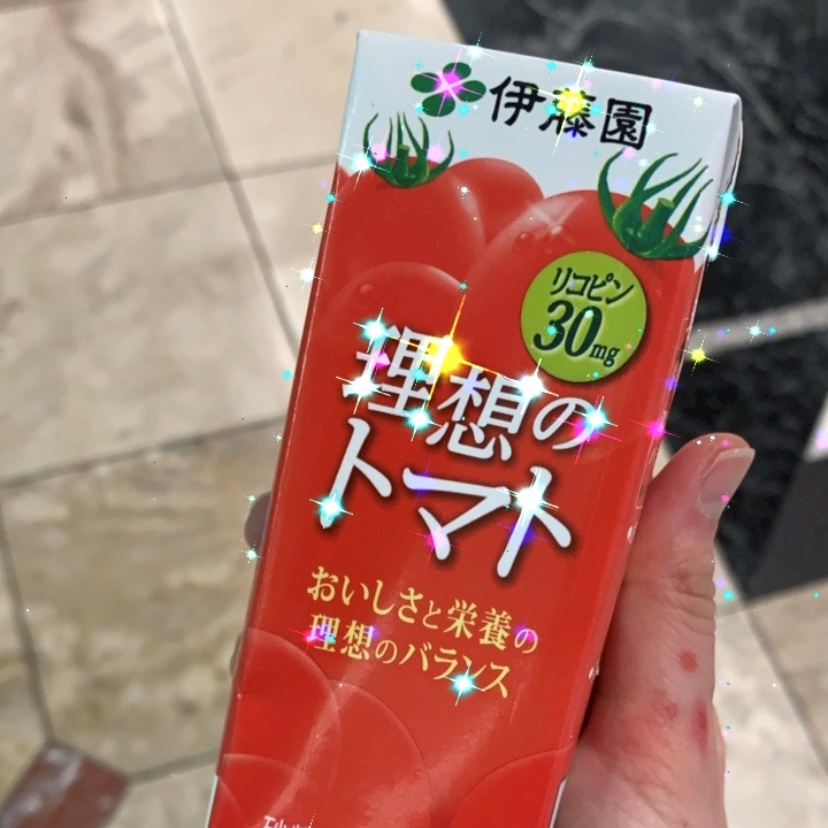 伊藤園
リコピン
30mg
理想の
トマト
おいしさと栄養の
理想のバランス